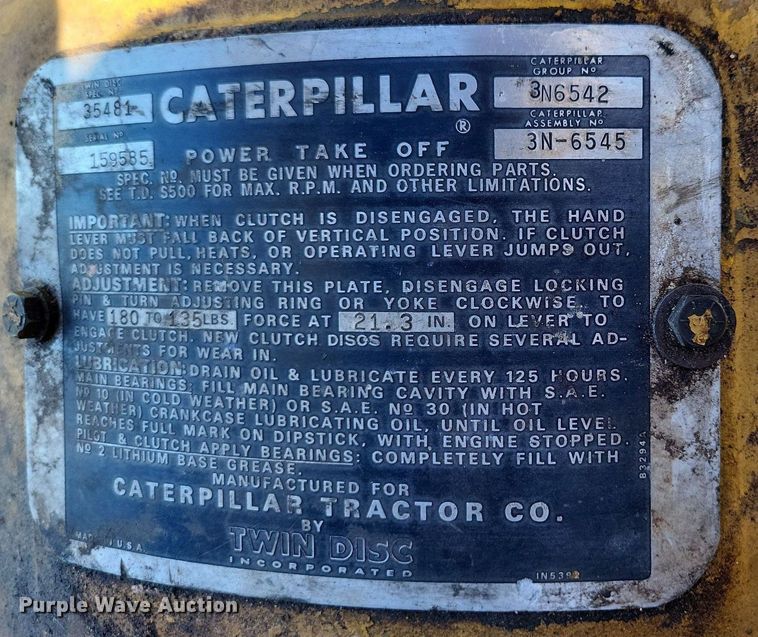 TWIN DISC
SPEC. Nº
35481
CATERPILLAR
®
CATERPILLAR
GROUP Nº
3N6542
CATERPILLAR
ASSEMBLY Nº
3N-6545
SERIAL Nº
159585
POWER TAKE OFF
SPEC. NO. MUST BE GIVEN WHEN ORDERING PARTS.
SEE T.D. S500 FOR MAX. R.P.M. AND OTHER LIMITATIONS.
IMPORTANT: WHEN CLUTCH IS DISENGAGED, THE HAND
LEVER MUST FALL BACK OF VERTICAL POSITION. IF CLUTCH
DOES NOT PULL, HEATS, OR OPERATING LEVER JUMPS OUT,
ADJUSTMENT IS NECESSARY.
ADJUSTMENT: REMOVE THIS PLATE, DISENGAGE LOCKING
PIN & TURN ADJUSTING RING OR YOKE CLOCKWISE, TO
HAVE 180 TO 135 LBS. FORCE AT 21.3 IN. ON LEVER TO
ENGAGE CLUTCH. NEW CLUTCH DISCS REQUIRE SEVERAL AD-
JUSTMENTS FOR WEAR IN.
LUBRICATION: DRAIN OIL & LUBRICATE EVERY 125 HOURS.
MAIN BEARINGS: FILL MAIN BEARING CAVITY WITH S.A.E.
Nº 10 (IN COLD WEATHER) OR S.A.E. Nº 30 (IN HOT
WEATHER) CRANKCASE LUBRICATING OIL, UNTIL OIL LEVEL
REACHES FULL MARK ON DIPSTICK, WITH ENGINE STOPPED.
PILOT & CLUTCH APPLY BEARINGS: COMPLETELY FILL WITH
Nº 2 LITHIUM BASE GREASE.
MANUFACTURED FOR
CATERPILLAR TRACTOR CO.
BY
TWIN DISC
INCORPORATED
MADE IN U.S.A.
B3294A
1N5392
Purple Wave Auction